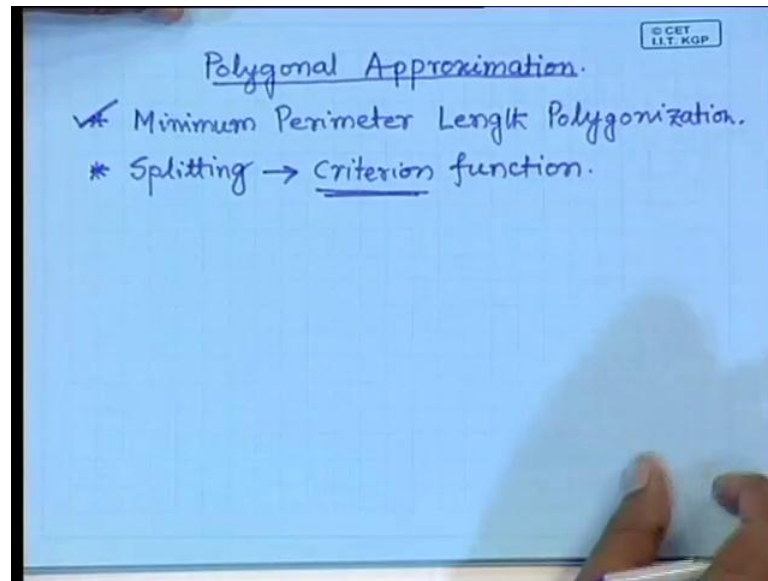 © CET
I.I.T. KGP
Polygonal Approximation.
* Minimum Perimeter Length Polygonization.
* Splitting → Criterion function.